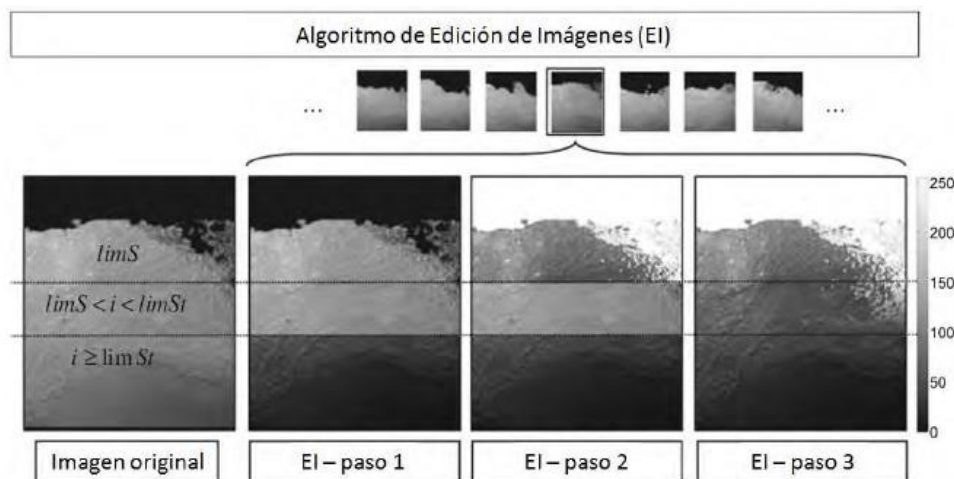 Algoritmo de Edición de Imágenes (EI)
... ...
limS
limS < i < limSt
i ≥ lim St
250
200
150
100
50
0
Imagen original
EI – paso 1
EI – paso 2
EI – paso 3